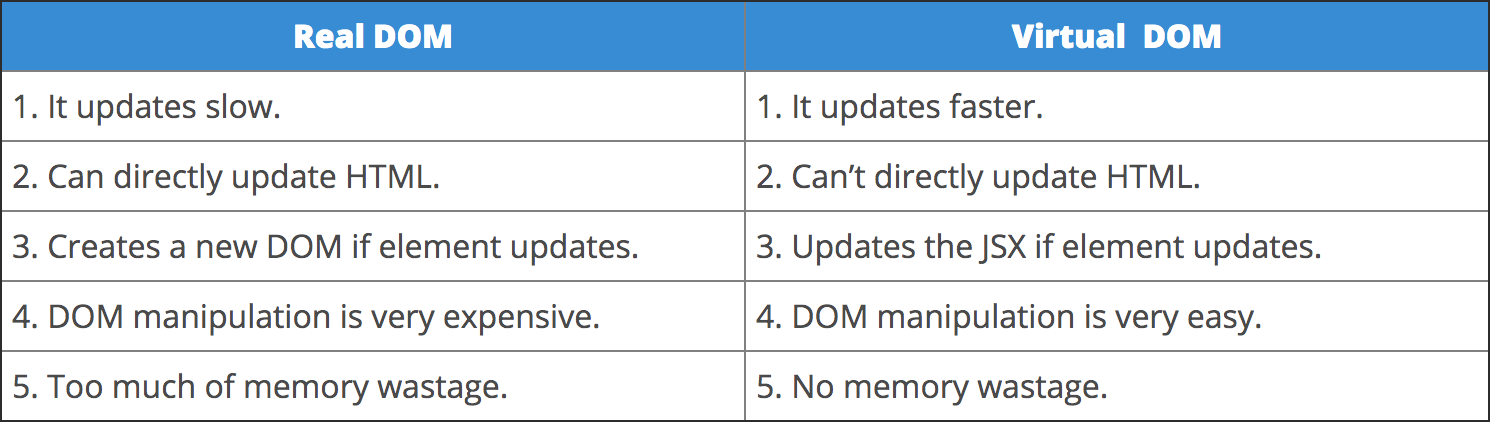 Real DOM
Virtual DOM
1. It updates slow.
1. It updates faster.
2. Can directly update HTML.
2. Can’t directly update HTML.
3. Creates a new DOM if element updates.
3. Updates the JSX if element updates.
4. DOM manipulation is very expensive.
4. DOM manipulation is very easy.
5. Too much of memory wastage.
5. No memory wastage.